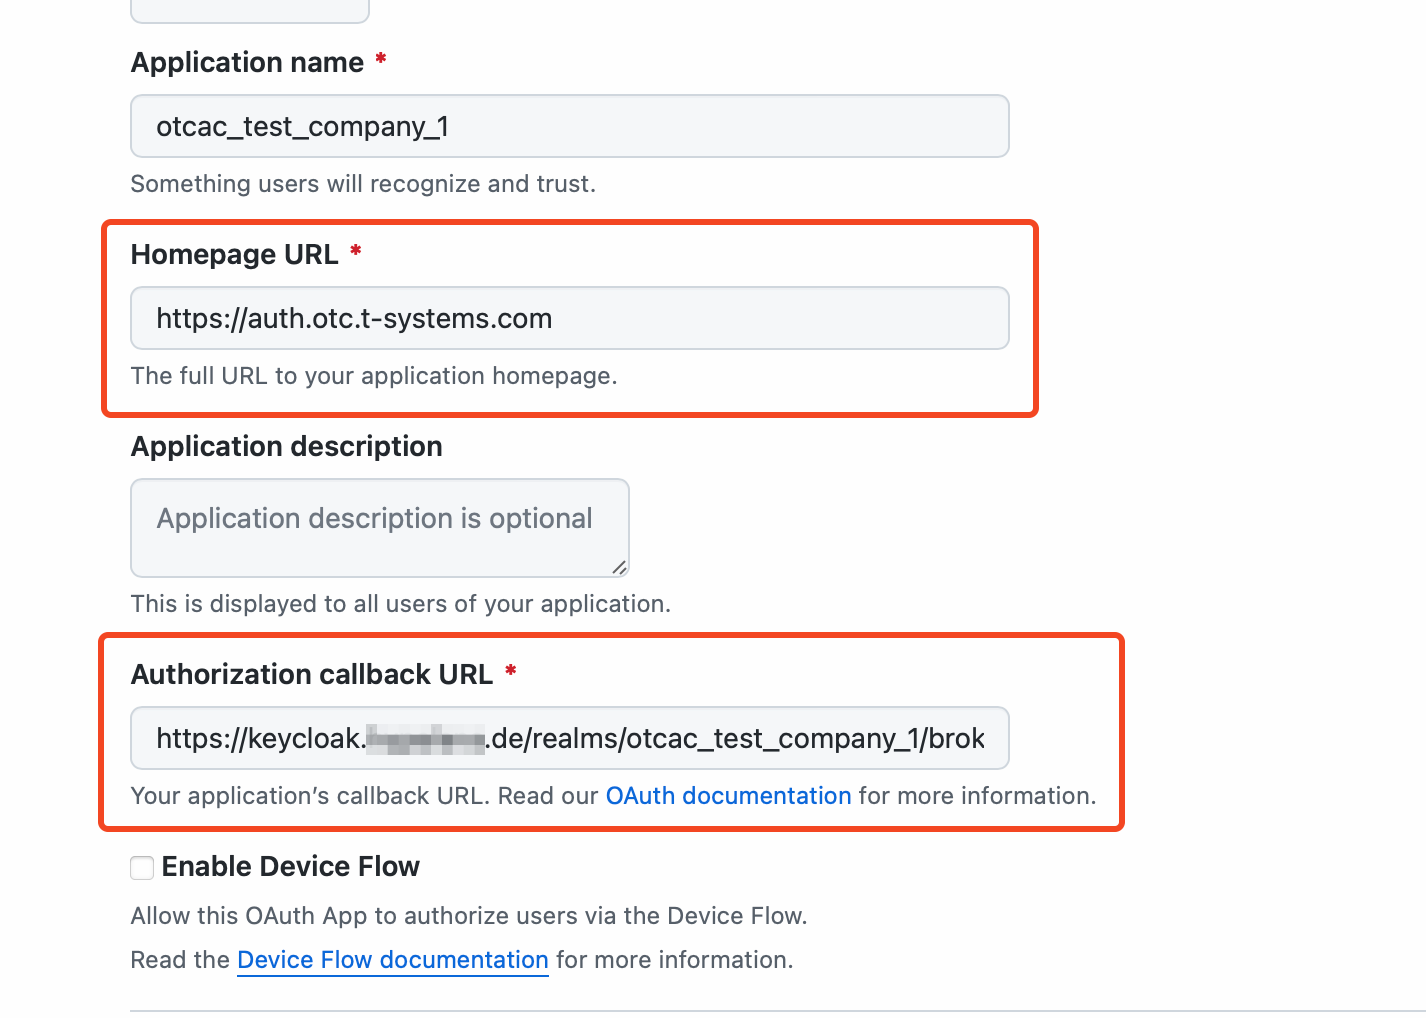 Application name *
otcac_test_company_1
Something users will recognize and trust.
Homepage URL *
https://auth.otc.t-systems.com
The full URL to your application homepage.
Application description
Application description is optional
This is displayed to all users of your application.
Authorization callback URL *
https://keycloak. .de/realms/otcac_test_company_1/brok
Your application’s callback URL. Read our OAuth documentation for more information.
Enable Device Flow
Allow this OAuth App to authorize users via the Device Flow.
Read the Device Flow documentation for more information.